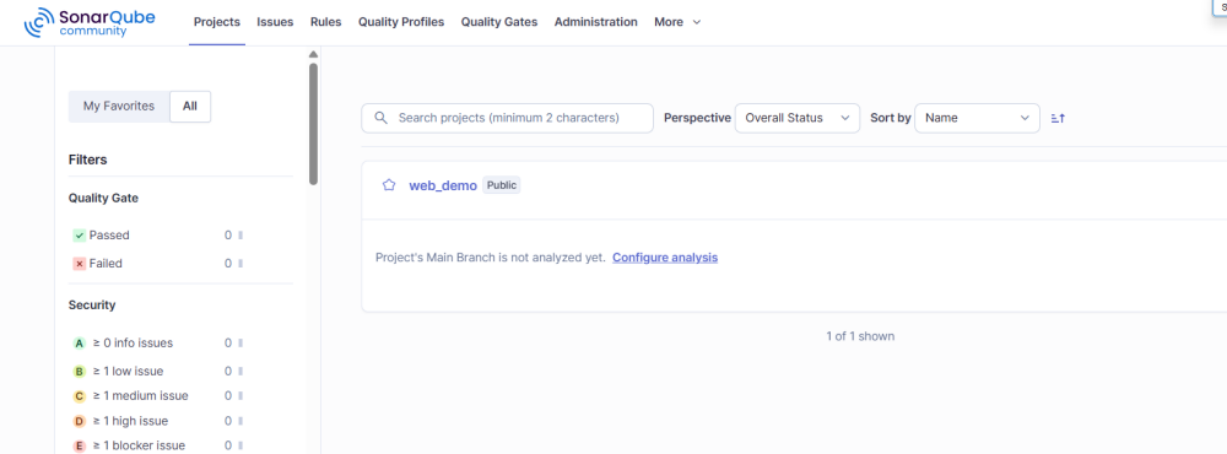 SonarQube
community
Projects Issues Rules Quality Profiles Quality Gates Administration More
My Favorites All
Filters
Quality Gate
Passed 0
Failed 0
Security
A ≥ 0 info issues 0
B ≥ 1 low issue 0
C ≥ 1 medium issue 0
D ≥ 1 high issue 0
E ≥ 1 blocker issue 0
Search projects (minimum 2 characters) Perspective Overall Status Sort by Name
web_demo Public
Project's Main Branch is not analyzed yet. Configure analysis
1 of 1 shown